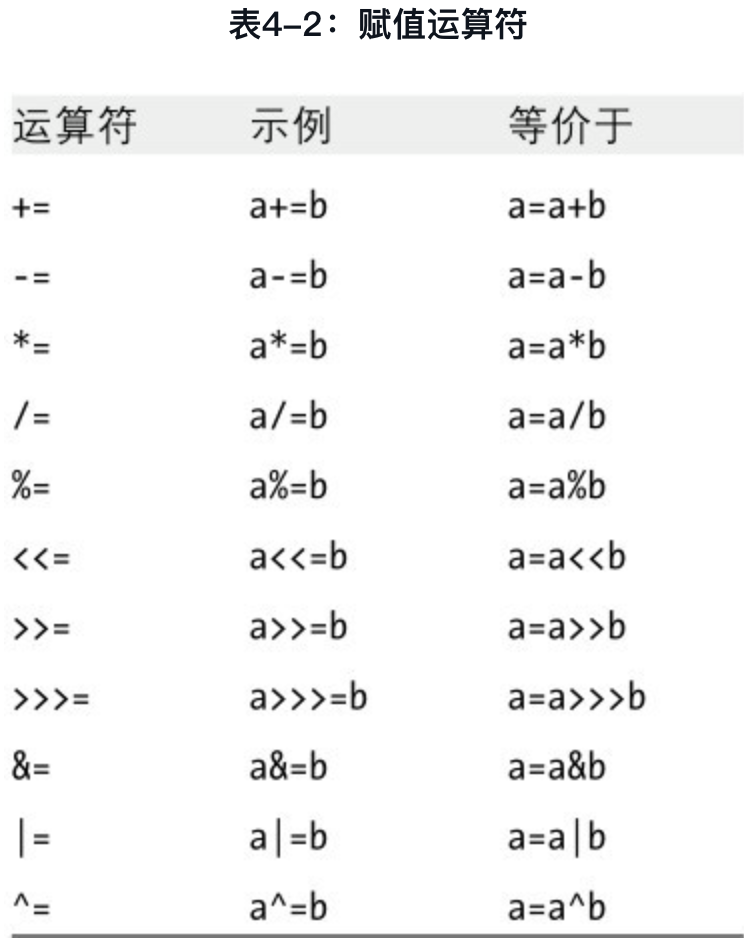 表4-2：赋值运算符
运算符 示例 等价于
+= a+=b a=a+b
-= a-=b a=a-b
*= a*=b a=a*b
/= a/=b a=a/b
%= a%=b a=a%b
<<= a<<=b a=a<<b
>>= a>>=b a=a>>b
>>>= a>>>=b a=a>>>b
&= a&=b a=a&b
|= a|=b a=a|b
^= a^=b a=a^b